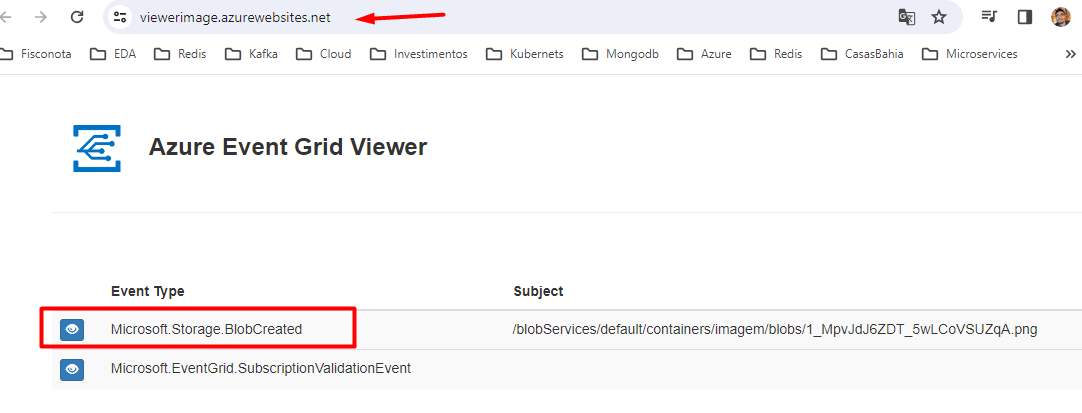 viewerimage.azurewebsites.net
Fisconota EDA Redis Kafka Cloud Investimentos Kubernets Mongodb Azure Redis CasasBahia Microservices »
Azure Event Grid Viewer
Event Type Subject
Microsoft.Storage.BlobCreated /blobServices/default/containers/imagem/blobs/1_MpvJdJ6ZDT_5wLCoVSUZqA.png
Microsoft.EventGrid.SubscriptionValidationEvent